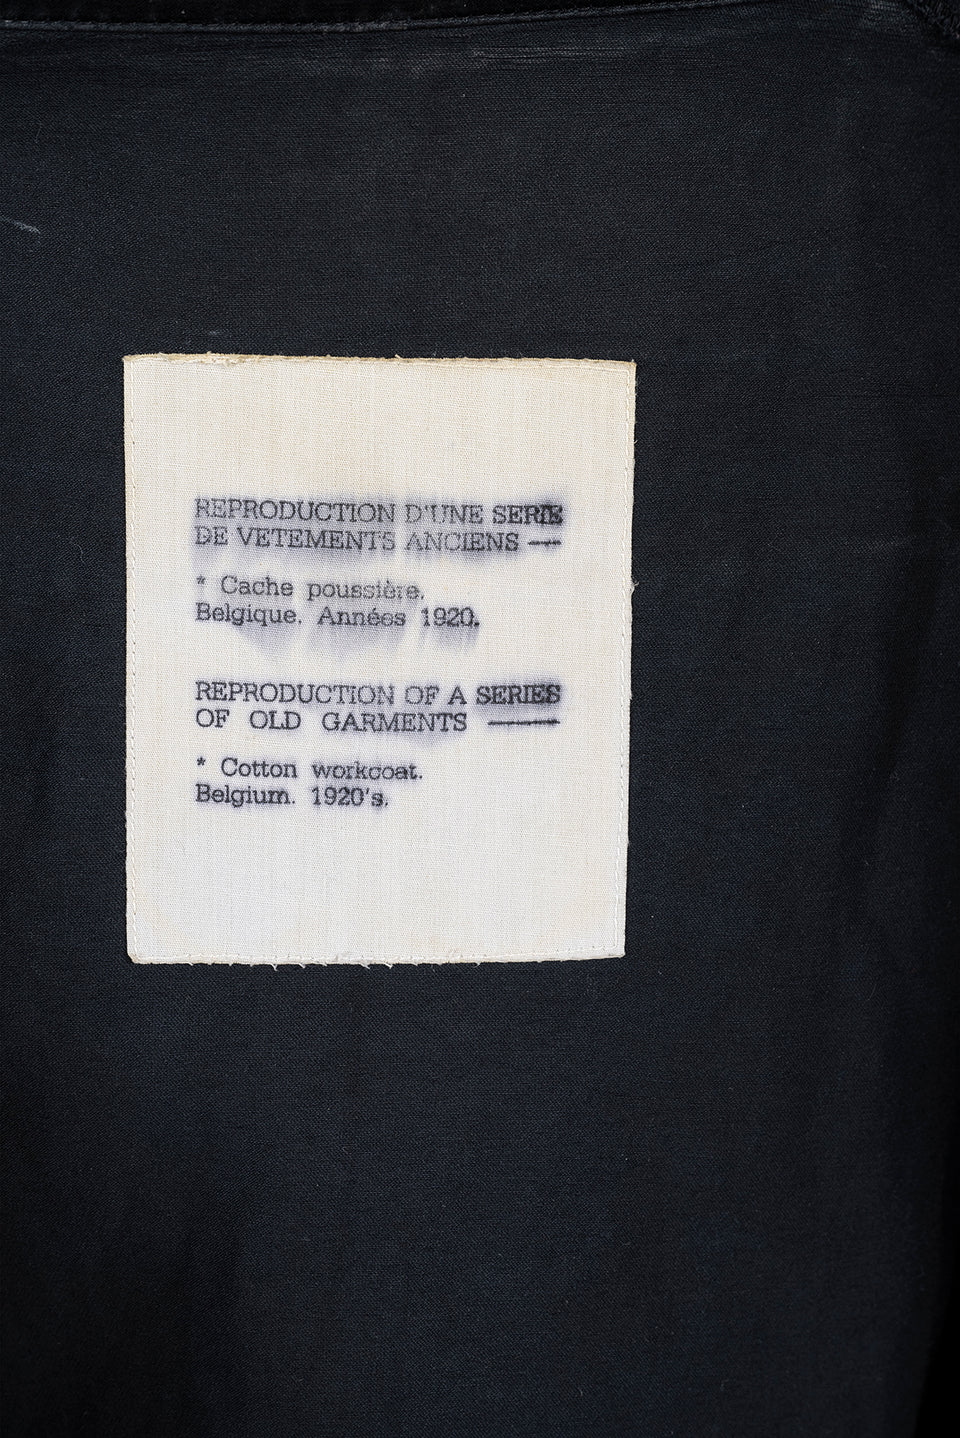 REPRODUCTION D'UNE SERIE
DE VETEMENTS ANCIENS —
* Cache poussière.
Belgique. Années 1920.
REPRODUCTION OF A SERIES
OF OLD GARMENTS —
* Cotton workcoat.
Belgium. 1920's.